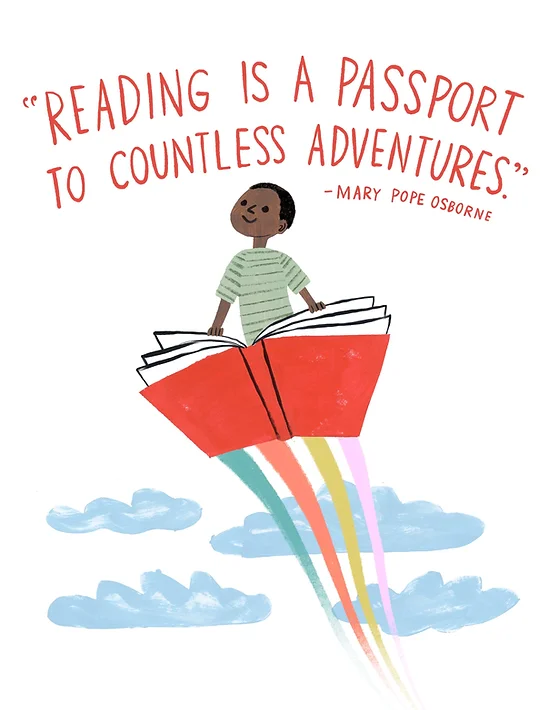 “READING IS A PASSPORT
TO COUNTLESS ADVENTURES.”
-MARY POPE OSBORNE